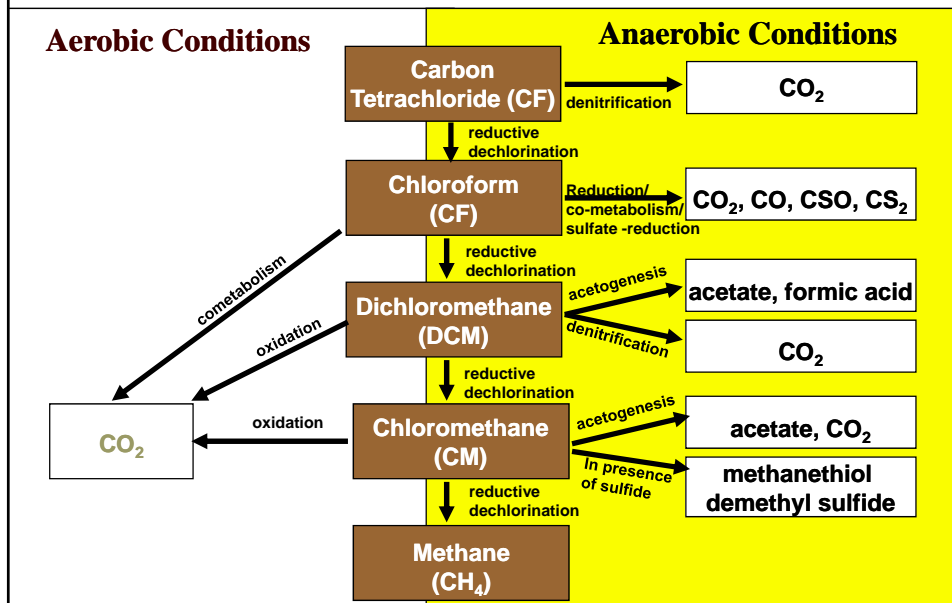 Aerobic Conditions
Anaerobic Conditions
Carbon
Tetrachloride (CF)
denitrification
CO₂
reductive
dechlorination
Chloroform
(CF)
Reduction/
co-metabolism/
sulfate -reduction
CO₂, CO, CSO, CS₂
reductive
dechlorination
cometabolism
Dichloromethane
(DCM)
acetogenesis
acetate, formic acid
denitrification
CO₂
oxidation
reductive
dechlorination
CO₂
oxidation
Chloromethane
(CM)
acetogenesis
acetate, CO₂
In presence
of sulfide
methanethiol
demethyl sulfide
reductive
dechlorination
Methane
(CH₄)